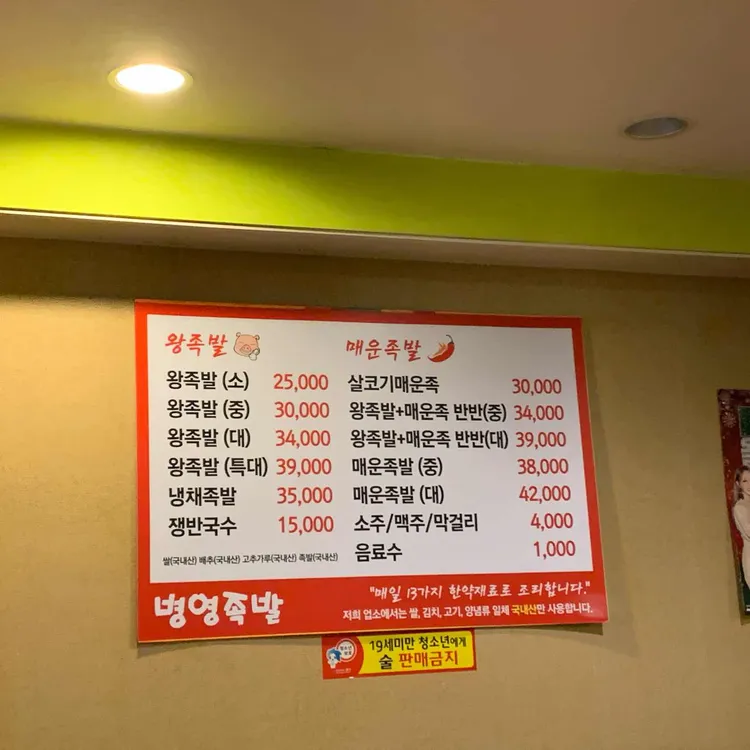 왕족발
왕족발 (소) 25,000
왕족발 (중) 30,000
왕족발 (대) 34,000
왕족발 (특대) 39,000
냉채족발 35,000
쟁반국수 15,000
쌀(국내산) 배추(국내산) 고추가루(국내산) 족발(국내산)
매운족발
살코기매운족 30,000
왕족발+매운족 반반(중) 34,000
왕족발+매운족 반반(대) 39,000
매운족발 (중) 38,000
매운족발 (대) 42,000
소주/맥주/막걸리 4,000
음료수 1,000
병영족발
"매일 13가지 한약재료로 조리합니다."
저희 업소에서는 쌀, 김치, 고기, 양념류 일체 국내산만 사용합니다.
19세미만 청소년에게
술 판매금지